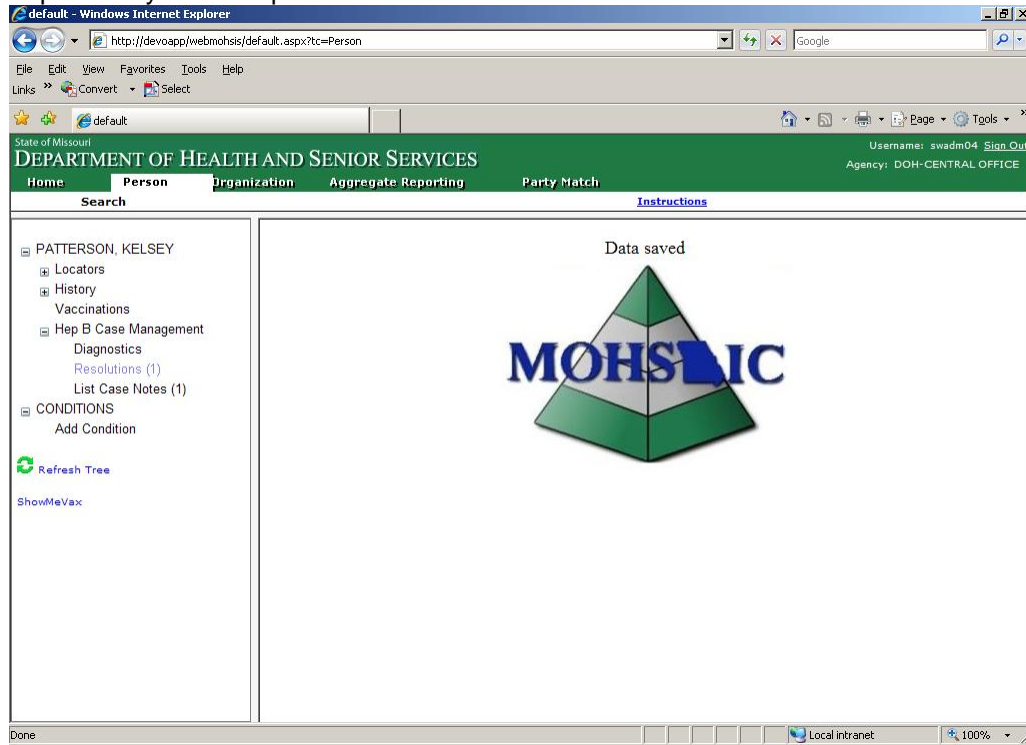 default - Windows Internet Explorer
http://devoapp/webmohsis/default.aspx?tc=Person
Google
File Edit View Favorites Tools Help
Links » Convert Select
default
Page Tools »
State of Missouri
DEPARTMENT OF HEALTH AND SENIOR SERVICES
Username: swadm04 Sign Out
Agency: DOH-CENTRAL OFFICE
Home Person Organization Aggregate Reporting Party Match
Search Instructions
PATTERSON, KELSEY
Locators
History
Vaccinations
Hep B Case Management
Diagnostics
Resolutions (1)
List Case Notes (1)
CONDITIONS
Add Condition
Refresh Tree
ShowMeVax
Data saved
MOHSAIC
Done
Local intranet
100%